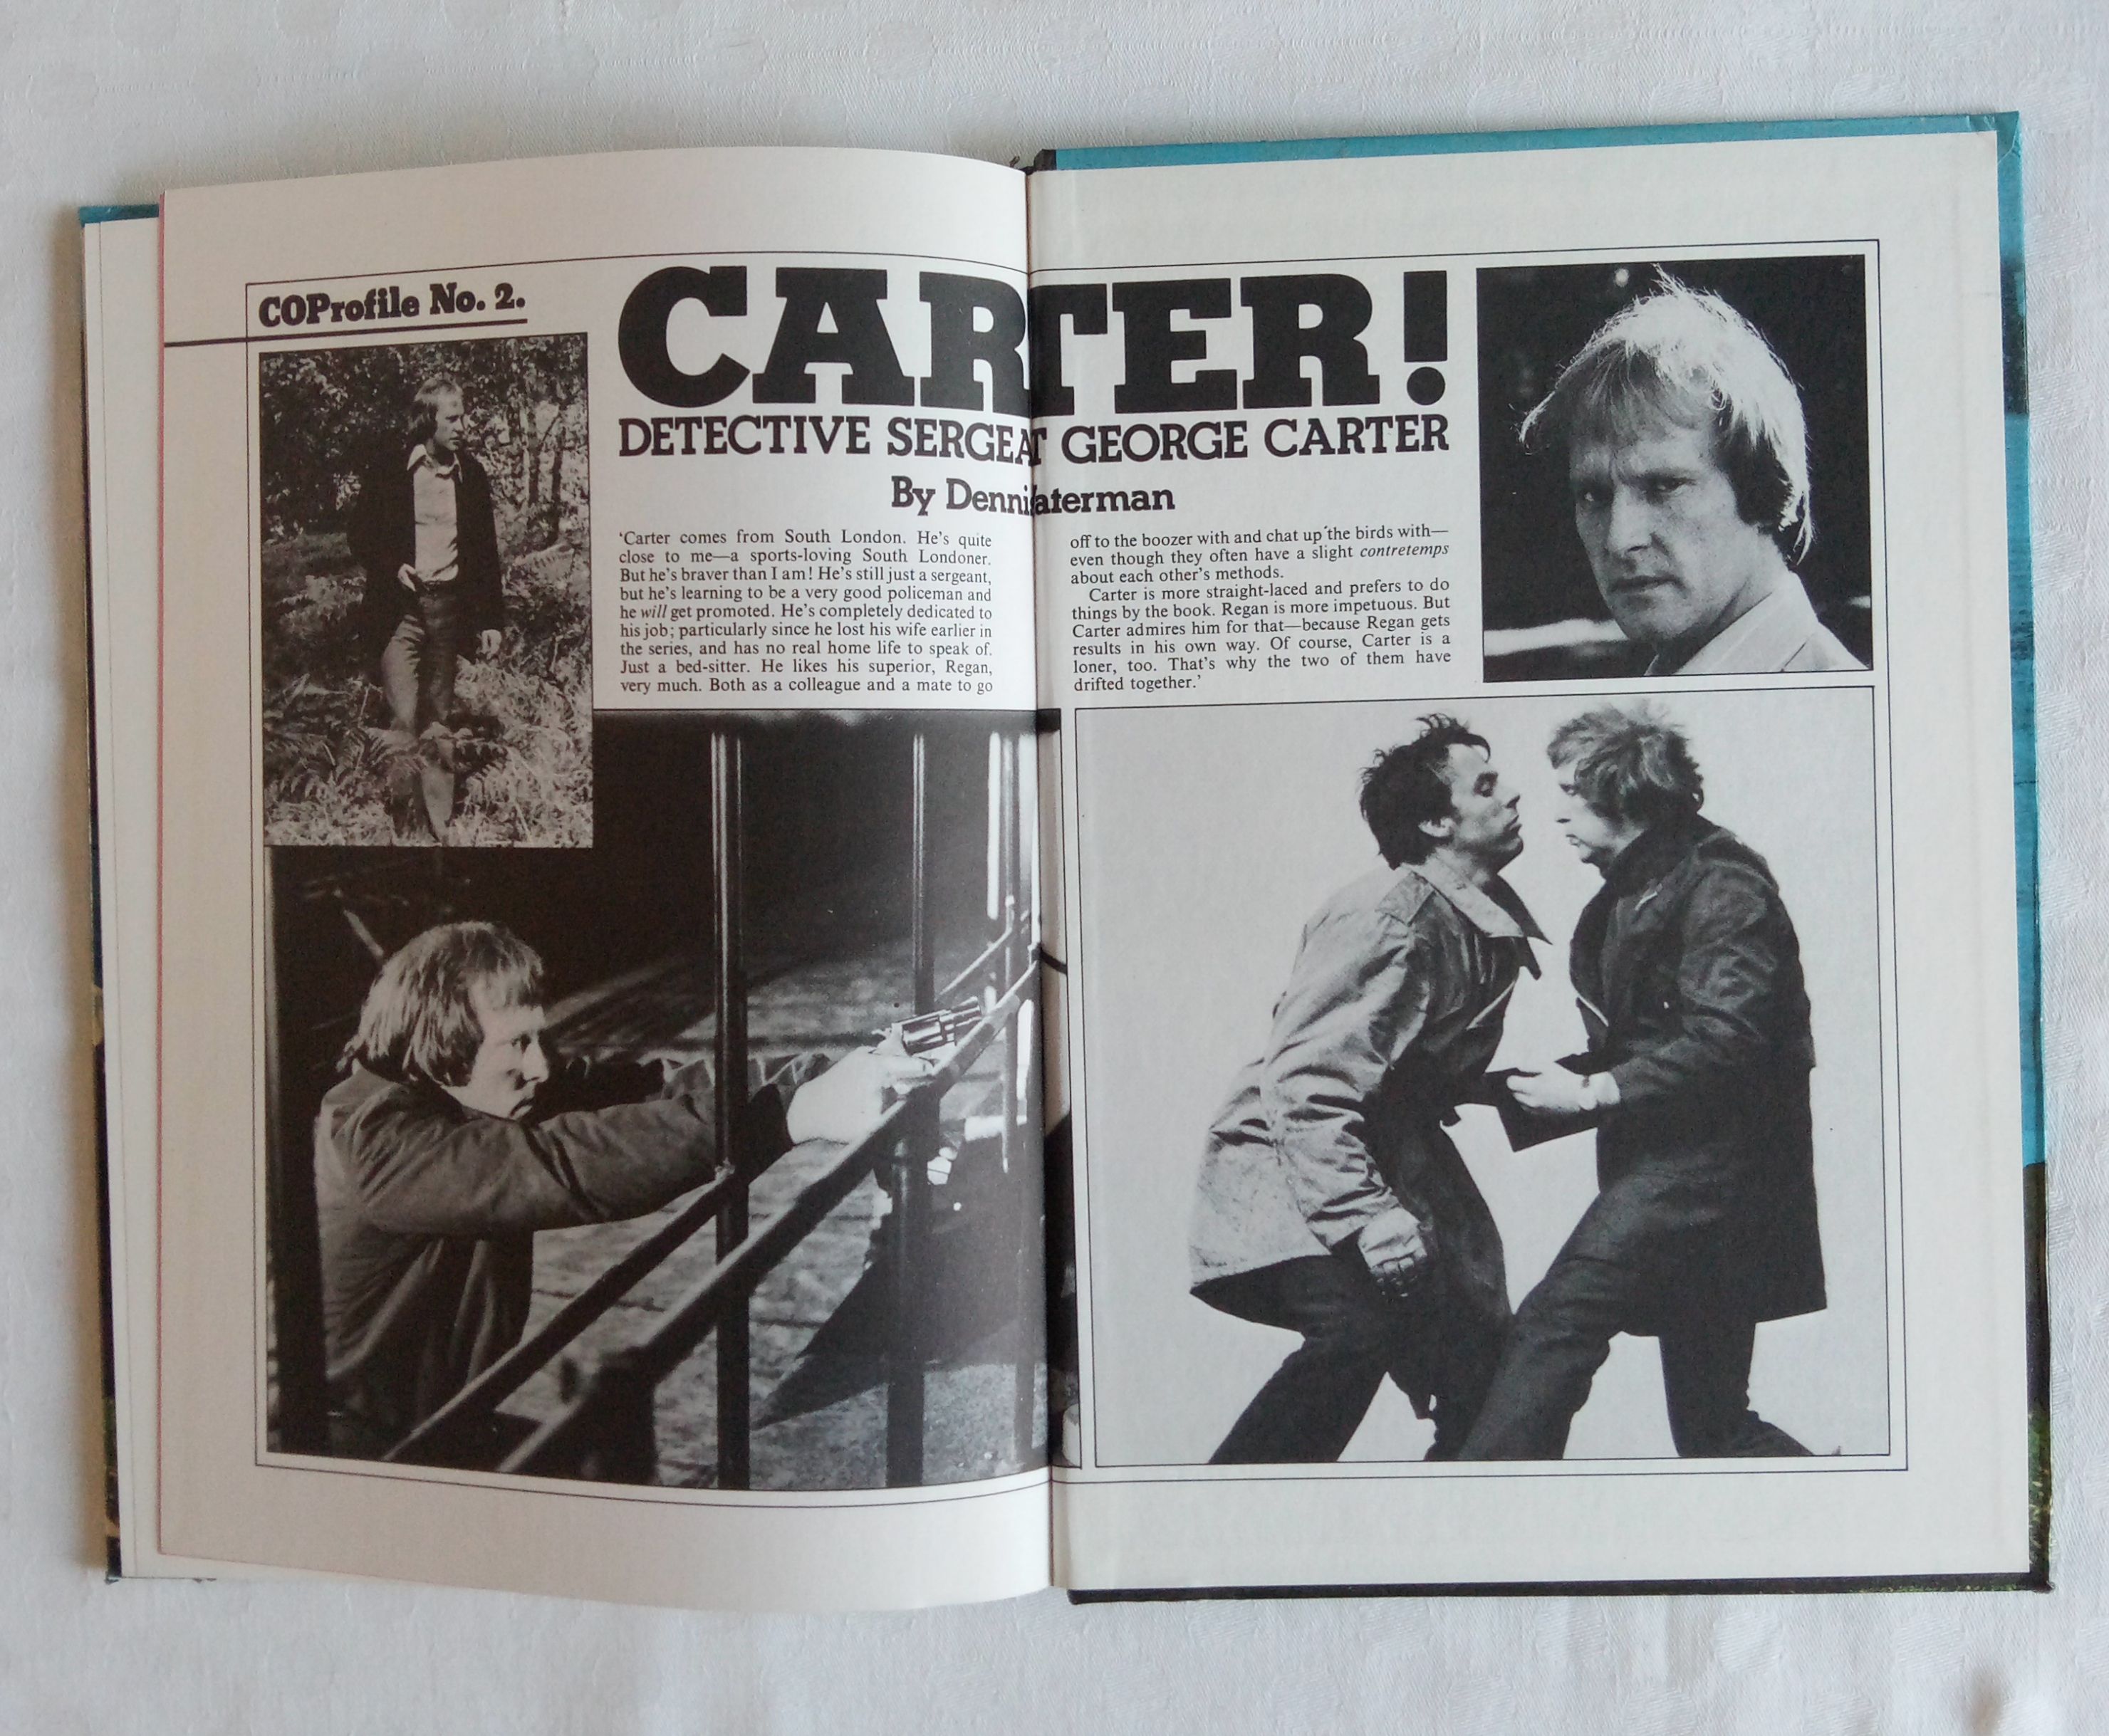 COProfile No. 2.
CARTER!
DETECTIVE SERGEAT GEORGE CARTER
By Denni aterman
‘Carter comes from South London. He's quite
close to me—a sports-loving South Londoner.
But he's braver than I am! He's still just a sergeant,
but he's learning to be a very good policeman and
he will get promoted. He's completely dedicated to
his job; particularly since he lost his wife earlier in
the series, and has no real home life to speak of.
Just a bed-sitter. He likes his superior, Regan,
very much. Both as a colleague and a mate to go
off to the boozer with and chat up the birds with—
even though they often have a slight contretemps
about each other's methods.
Carter is more straight-laced and prefers to do
things by the book. Regan is more impetuous. But
Carter admires him for that—because Regan gets
results in his own way. Of course, Carter is a
loner, too. That's why the two of them have
drifted together.’